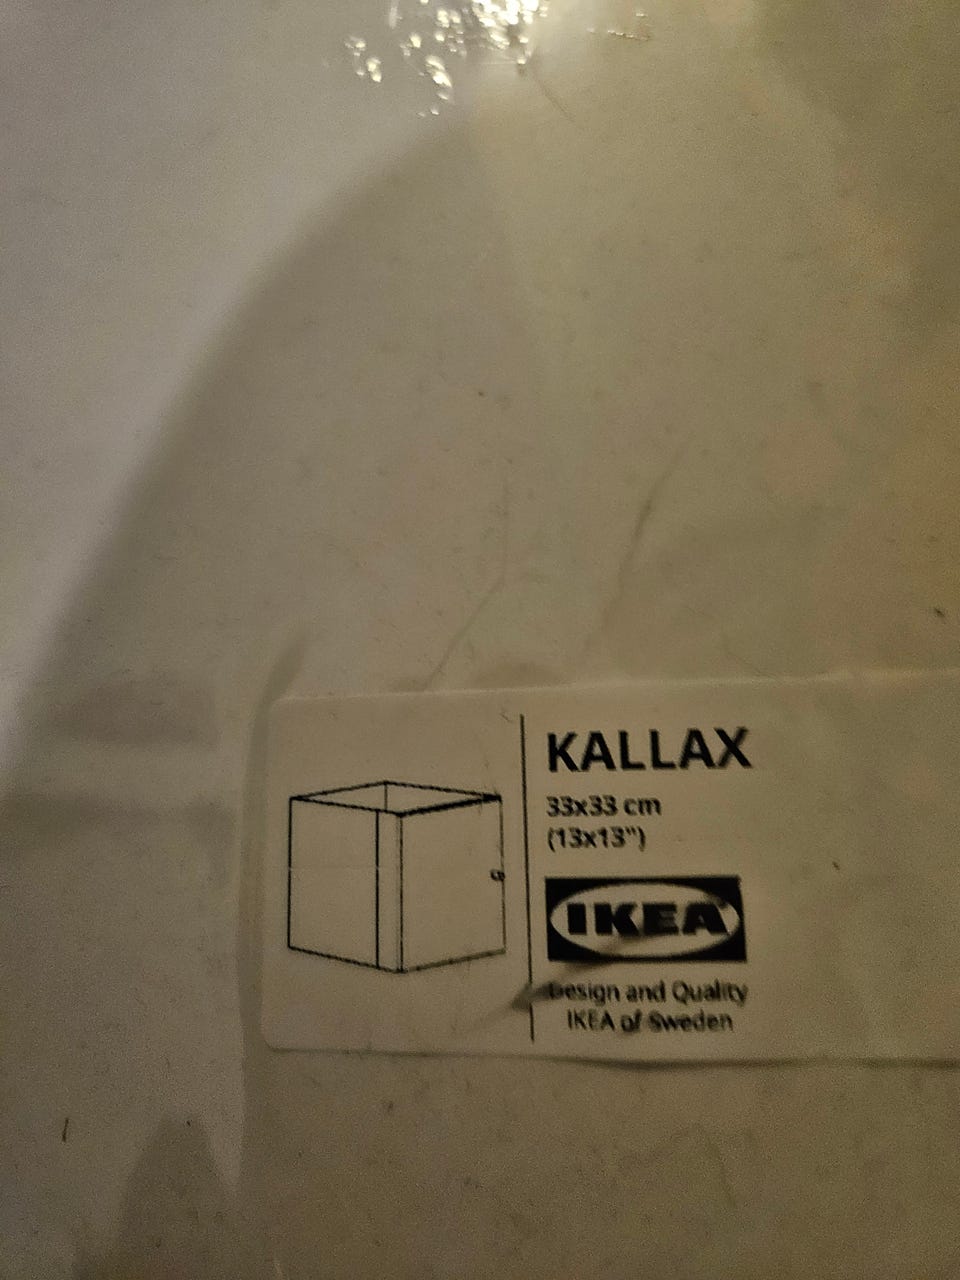 KALLAX
33x33 cm
(13x13")
IKEA
Design and Quality
IKEA of Sweden